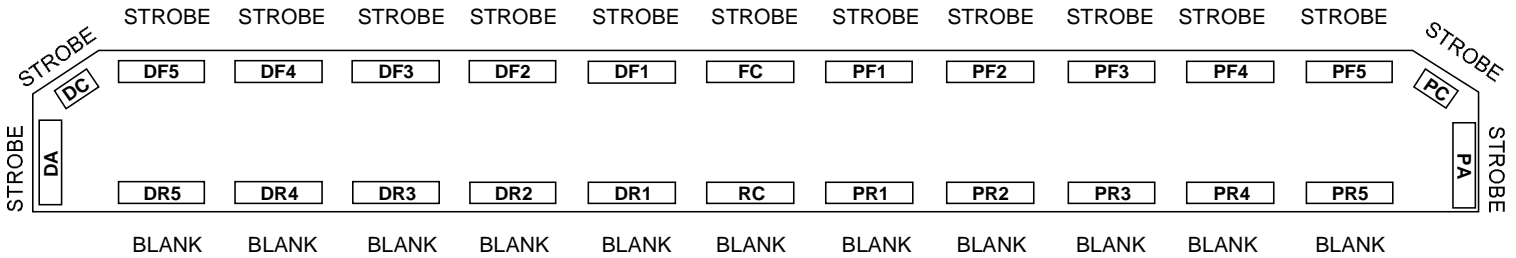 STROBE STROBE STROBE STROBE STROBE STROBE STROBE STROBE STROBE STROBE STROBE
STROBE STROBE
DF5 DF4 DF3 DF2 DF1 FC PF1 PF2 PF3 PF4 PF5
DC PC
STROBE DA PA STROBE
DR5 DR4 DR3 DR2 DR1 RC PR1 PR2 PR3 PR4 PR5
BLANK BLANK BLANK BLANK BLANK BLANK BLANK BLANK BLANK BLANK BLANK